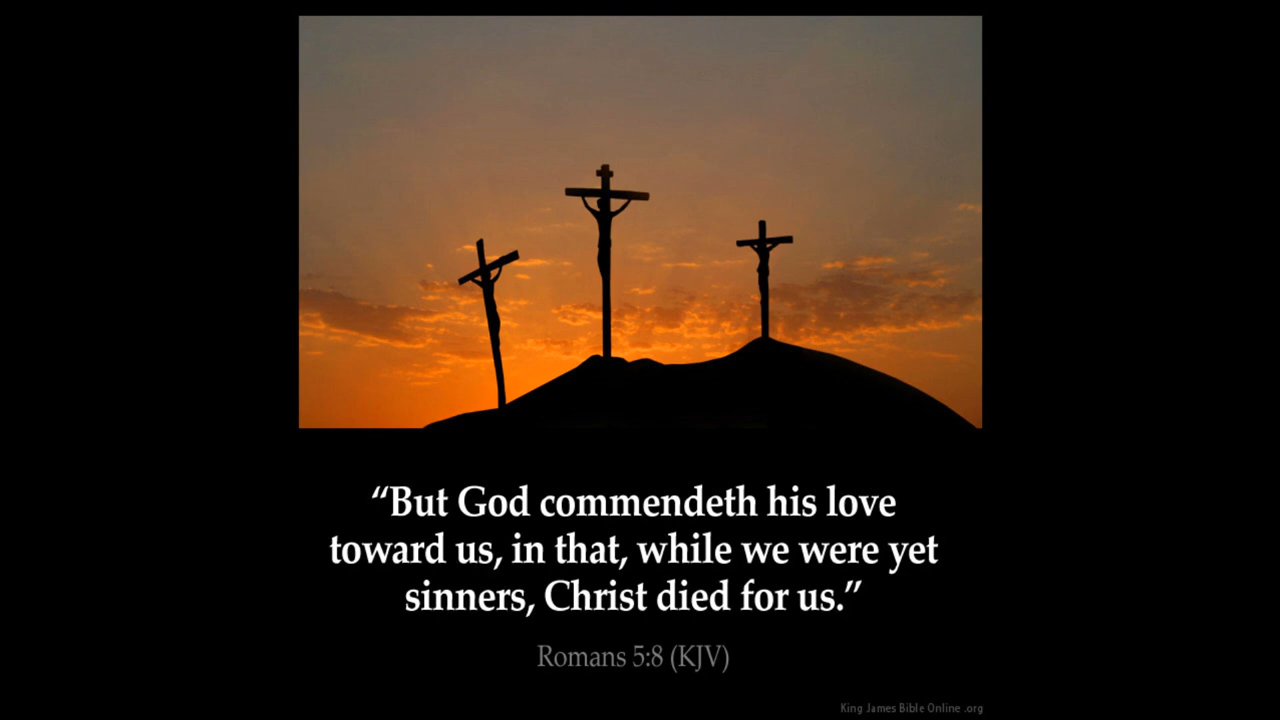 “But God commendeth his love
toward us, in that, while we were yet
sinners, Christ died for us.”
Romans 5:8 (KJV)
King James Bible Online .org